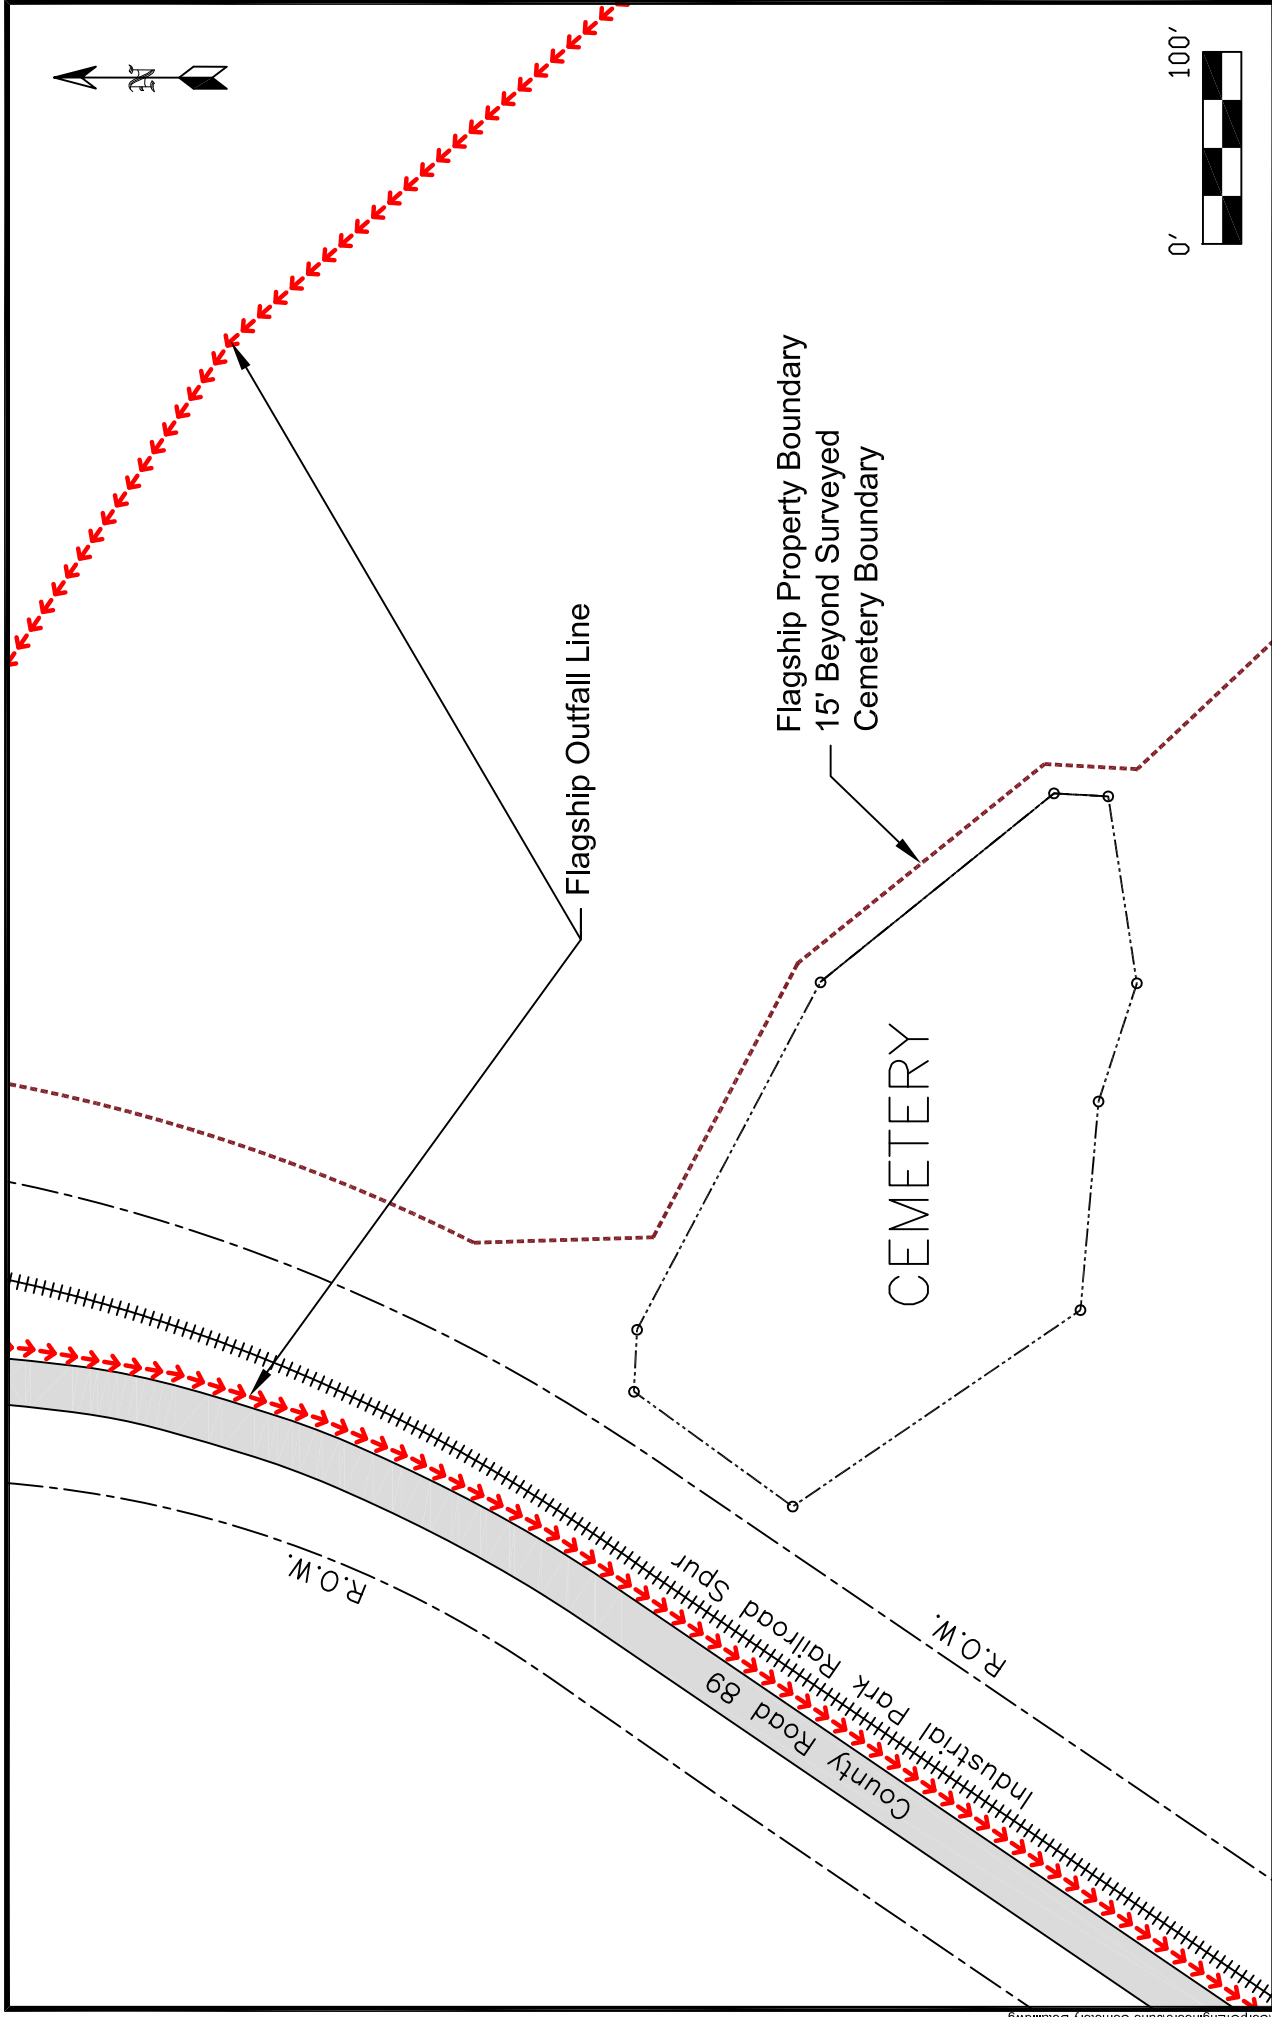 N
100'
0'
Flagship Property Boundary
15' Beyond Surveyed
Cemetery Boundary
Flagship Outfall Line
CEMETERY
R.O.W.
Industrial Park Railroad Spur
County Road 89
R.O.W.